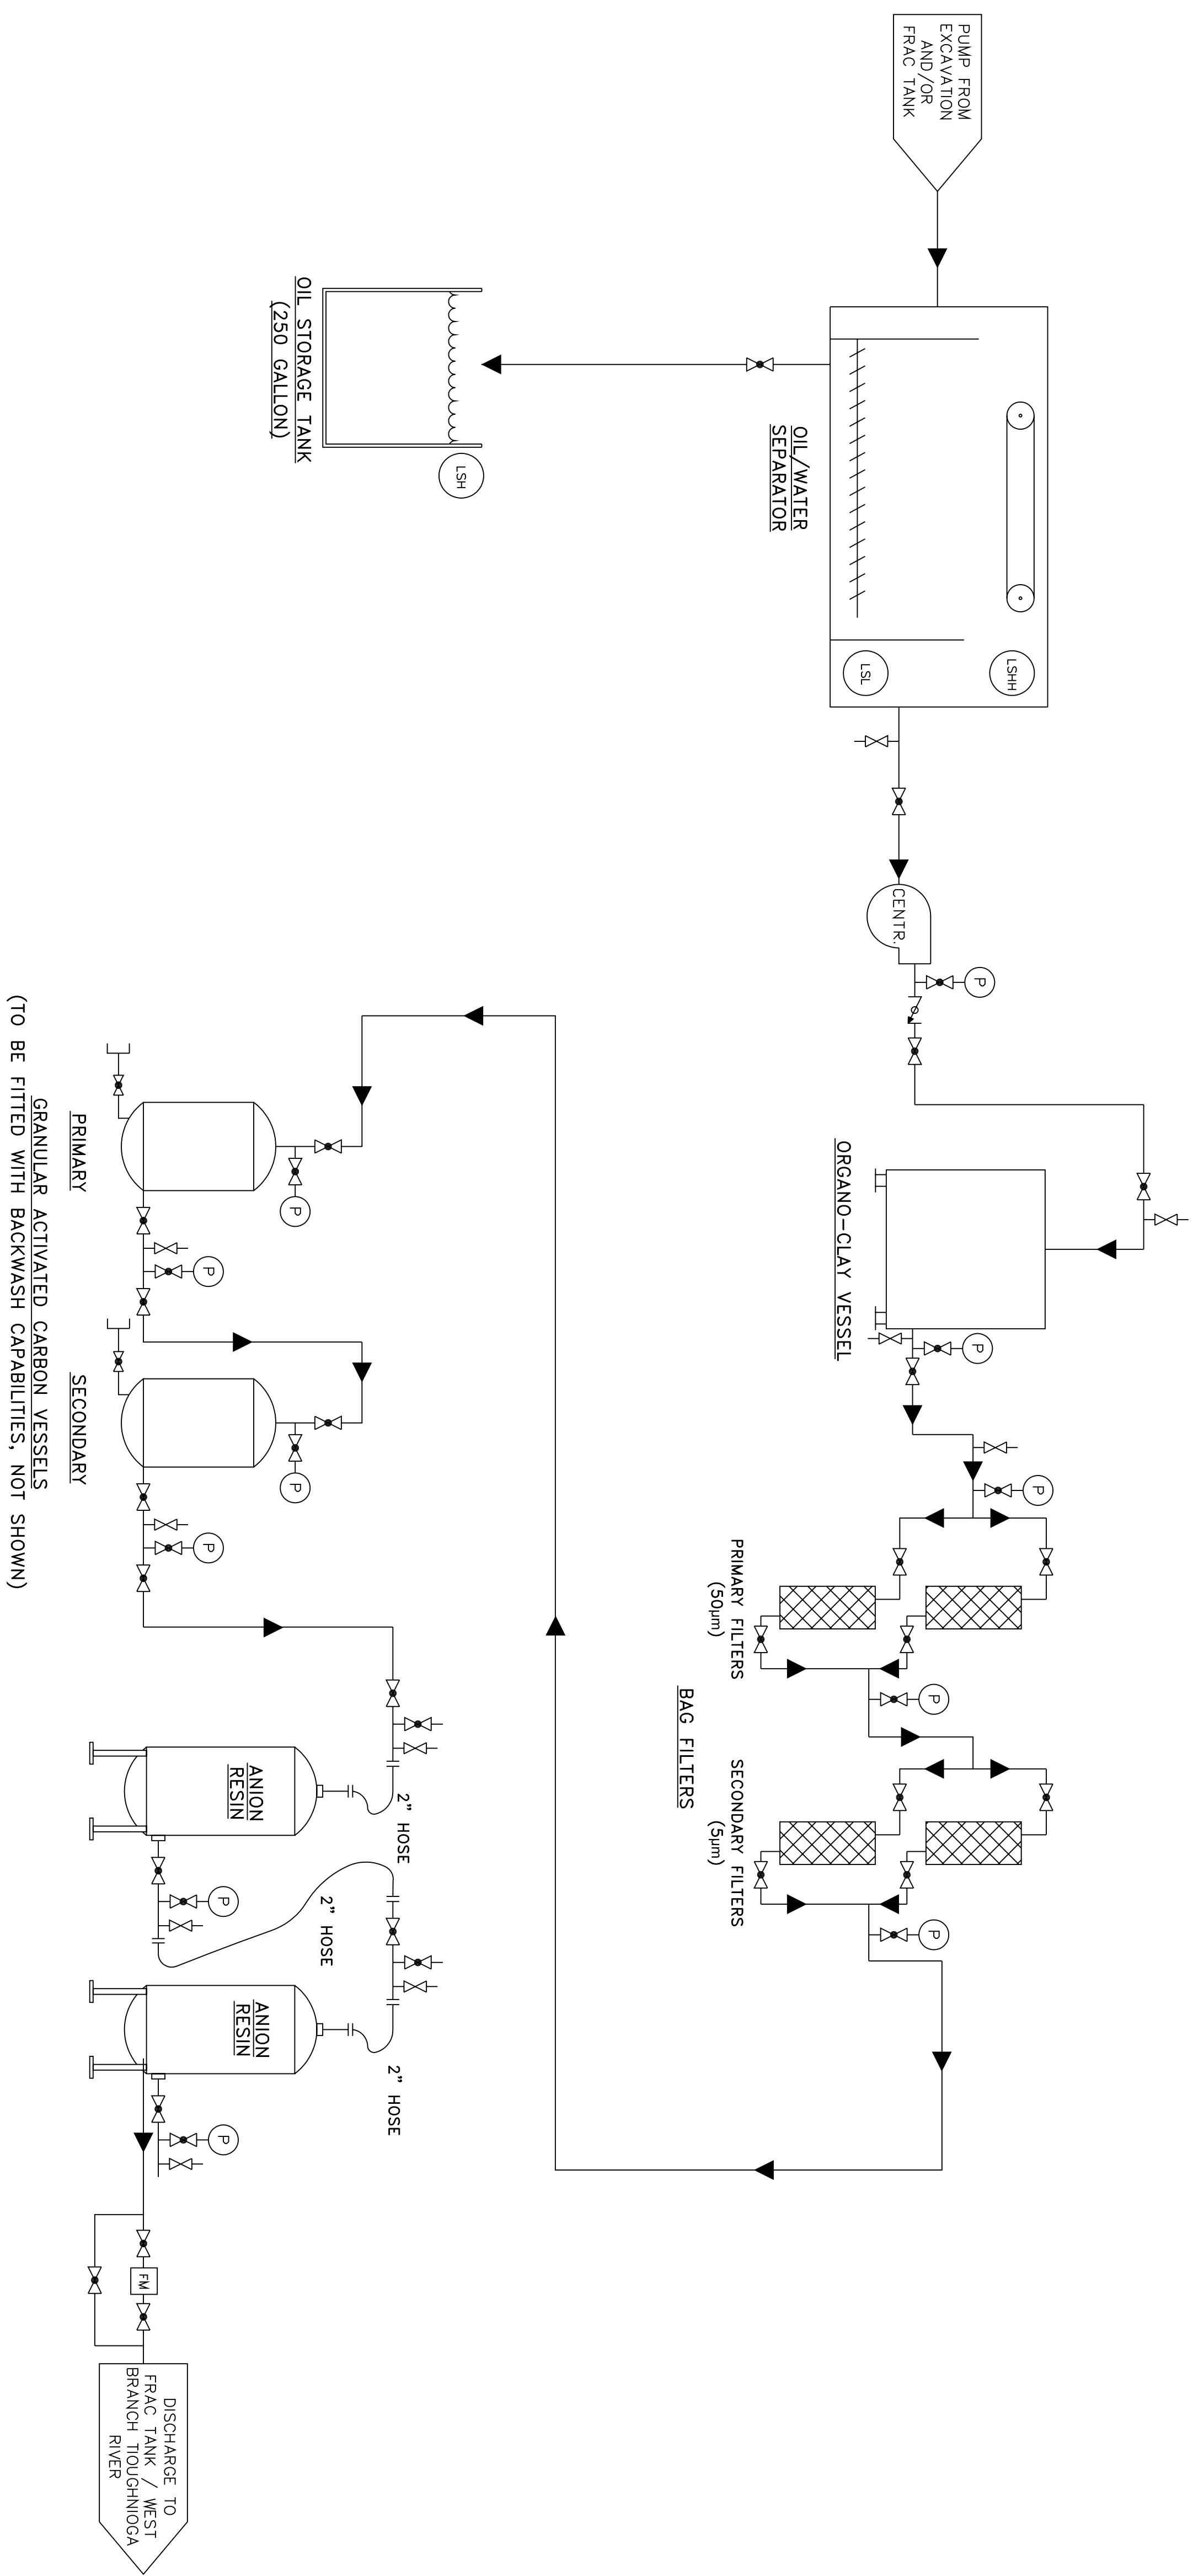 PUMP FROM
EXCAVATION
AND/OR
FRAC TANK
LSHH
LSL
OIL/WATER
SEPARATOR
LSH
OIL STORAGE TANK
(250 GALLON)
CENTR.
P
ORGANO-CLAY VESSEL
P
P
PRIMARY FILTERS
(50µm)
P
BAG FILTERS
SECONDARY FILTERS
(5µm)
P
P
P
PRIMARY
P
P
SECONDARY
GRANULAR ACTIVATED CARBON VESSELS
(TO BE FITTED WITH BACKWASH CAPABILITIES, NOT SHOWN)
2" HOSE
ANION
RESIN
P
2" HOSE
2" HOSE
ANION
RESIN
P
FM
DISCHARGE TO
FRAC TANK / WEST
BRANCH TIOUGHNIOGA
RIVER